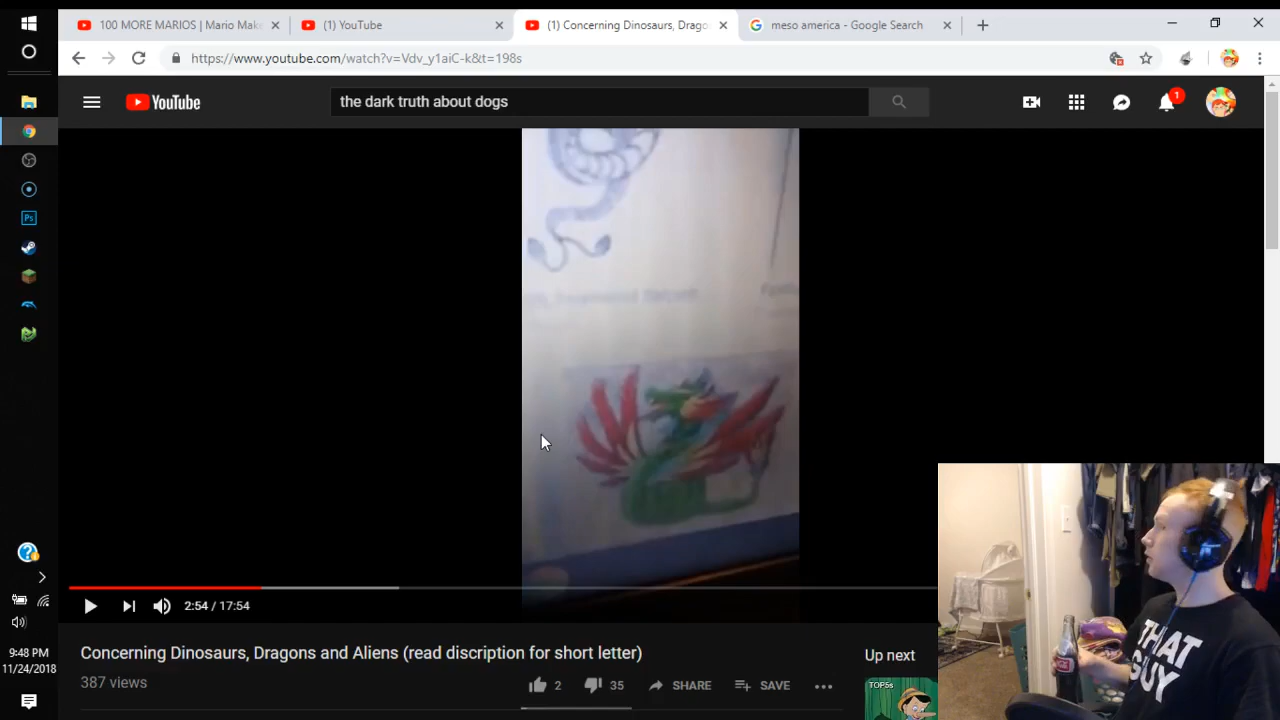 100 MORE MARIOS | Mario Mak
(1) YouTube
(1) Concerning Dinosaurs, Drago
meso america - Google Search
https://www.youtube.com/watch?v=Vdv_y1aiC-k&t=198s
YouTube
the dark truth about dogs
1
Ps
2:54 / 17:54
Concerning Dinosaurs, Dragons and Aliens (read discription for short letter)
387 views
2
35
SHARE
SAVE
Up next
TOP5s
THAT
GUY
9:48 PM
11/24/2018